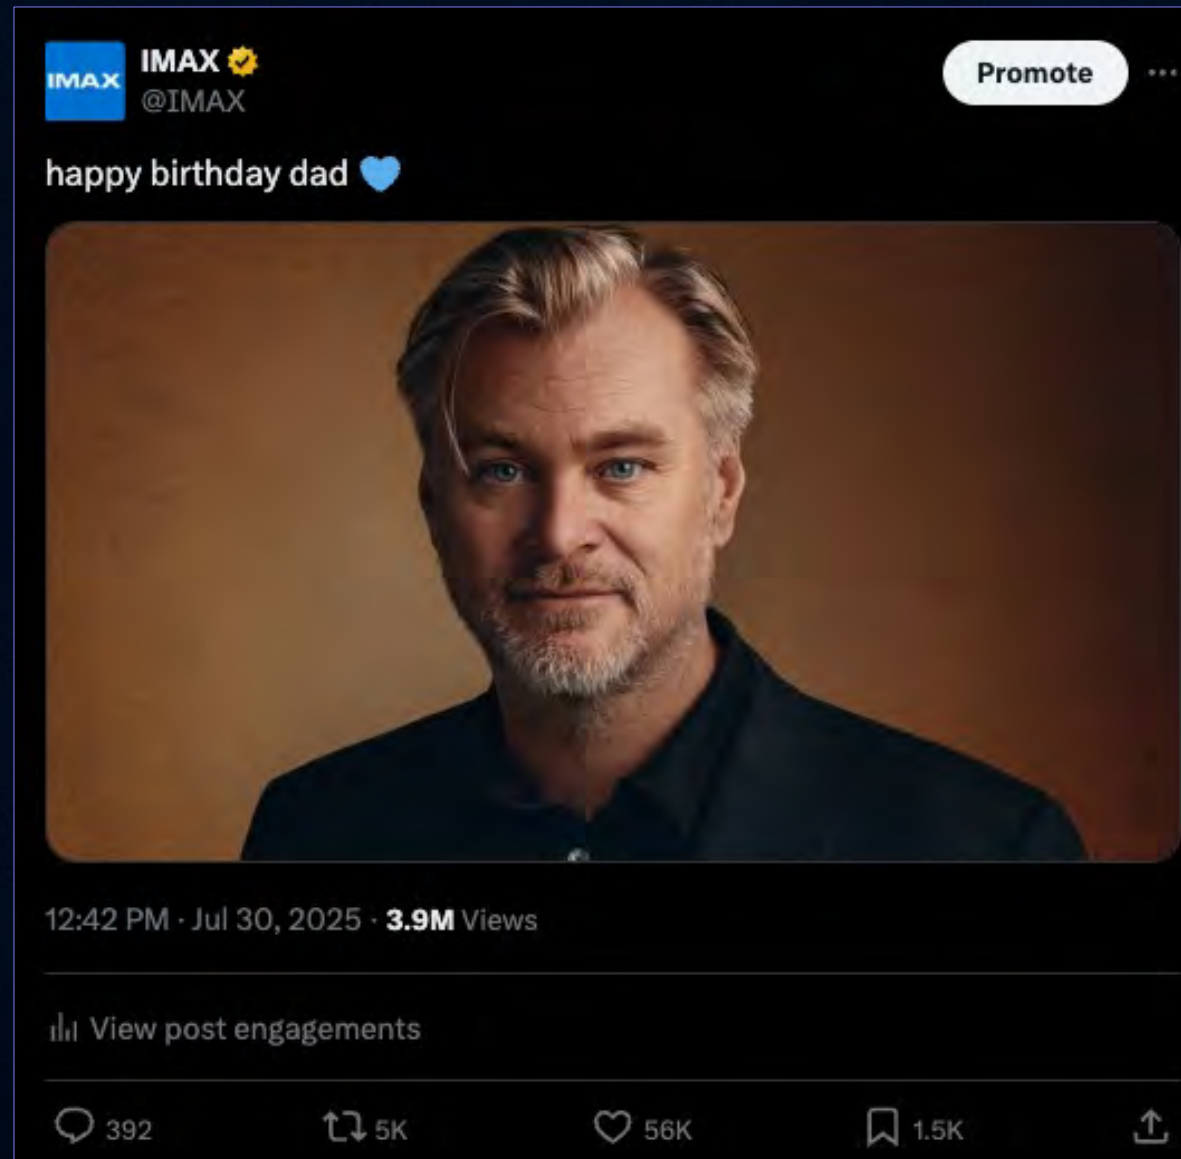 IMAX
IMAX
@IMAX
Promote
happy birthday dad 💙
12:42 PM · Jul 30, 2025 · 3.9M Views
View post engagements
392 5K 56K 1.5K